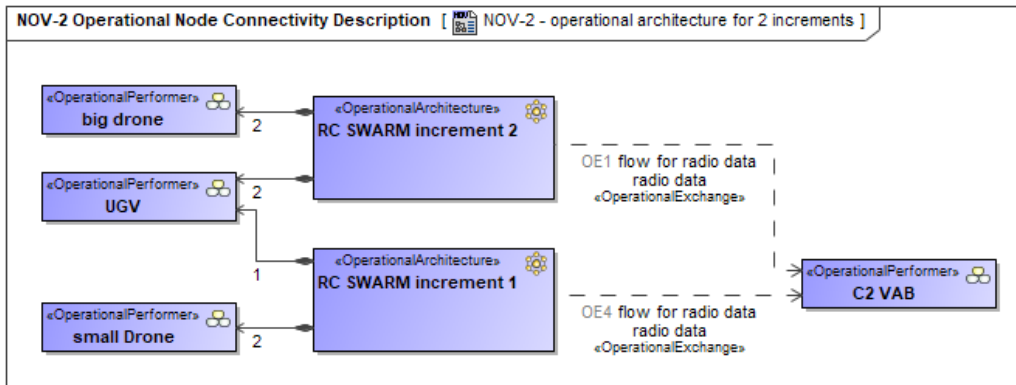 NOV-2 Operational Node Connectivity Description [ NOV-2 - operational architecture for 2 increments ]
«OperationalPerformer»
big drone
2
«OperationalArchitecture»
RC SWARM increment 2
«OperationalPerformer»
UGV
2
1
OE1 flow for radio data
radio data
«OperationalExchange»
«OperationalArchitecture»
RC SWARM increment 1
«OperationalPerformer»
C2 VAB
«OperationalPerformer»
small Drone
2
OE4 flow for radio data
radio data
«OperationalExchange»